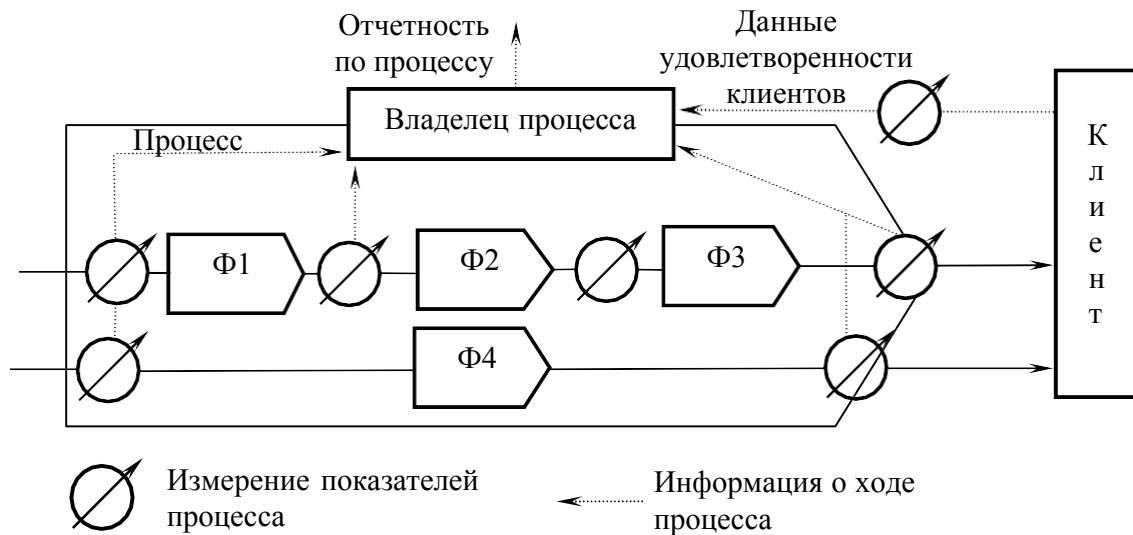 Отчетность
по процессу
Данные
удовлетворенности
клиентов
Владелец процесса
Процесс
К
л
и
е
н
т
Ф1
Ф2
Ф3
Ф4
Измерение показателей
процесса
Информация о ходе
процесса